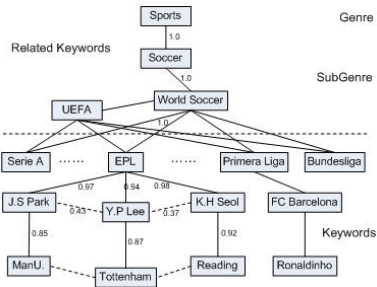 Sports
Genre
1.0
Related Keywords
Soccer
1.0
SubGenre
UEFA
World Soccer
1.0
Serie A
······
EPL
······
Primera Liga
Bundesliga
0.97
0.94
0.98
J.S Park
0.43
Y.P Lee
0.37
K.H Seol
FC Barcelona
0.85
0.87
0.92
Keywords
ManU.
Tottenham
Reading
Ronaldinho